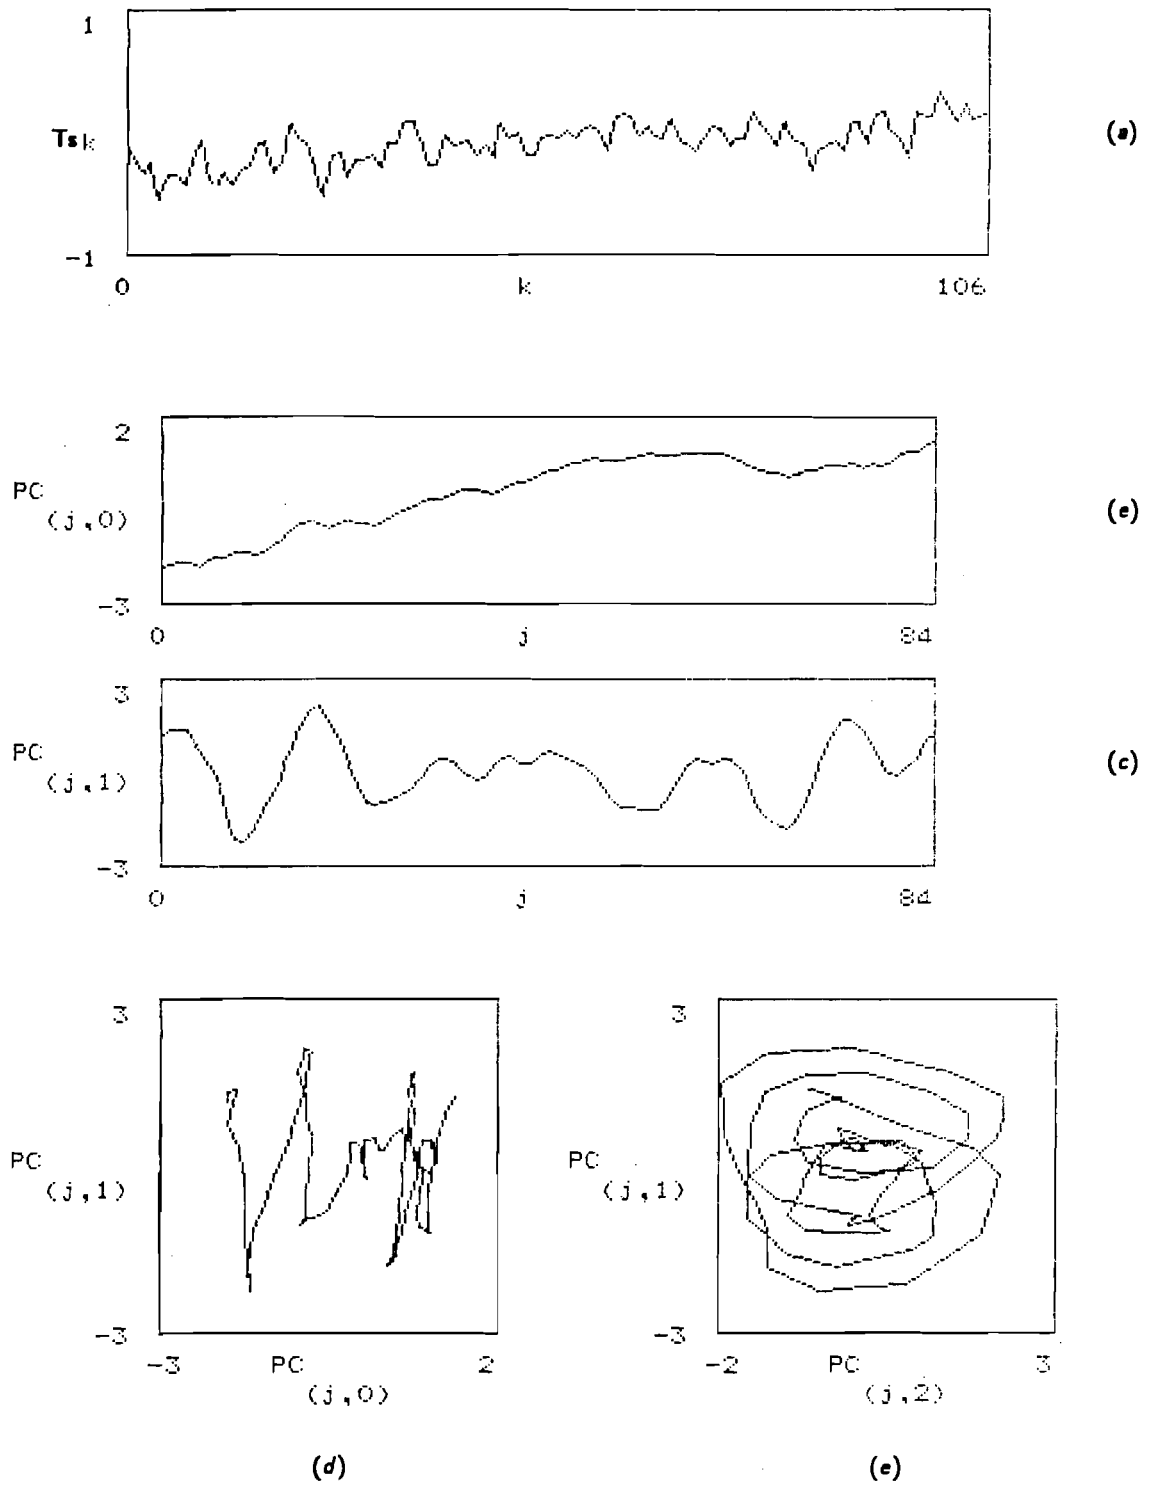 1
Tsk
(a)
-1
0 k 106
2
PC
(j,0)
(e)
-3
0 j 84
3
PC
(j,1)
(c)
-3
0 j 84
3 3
PC PC
(j,1) (j,1)
-3 -3
-3 PC 2 -2 PC 3
(j,0) (j,2)
(d) (e)